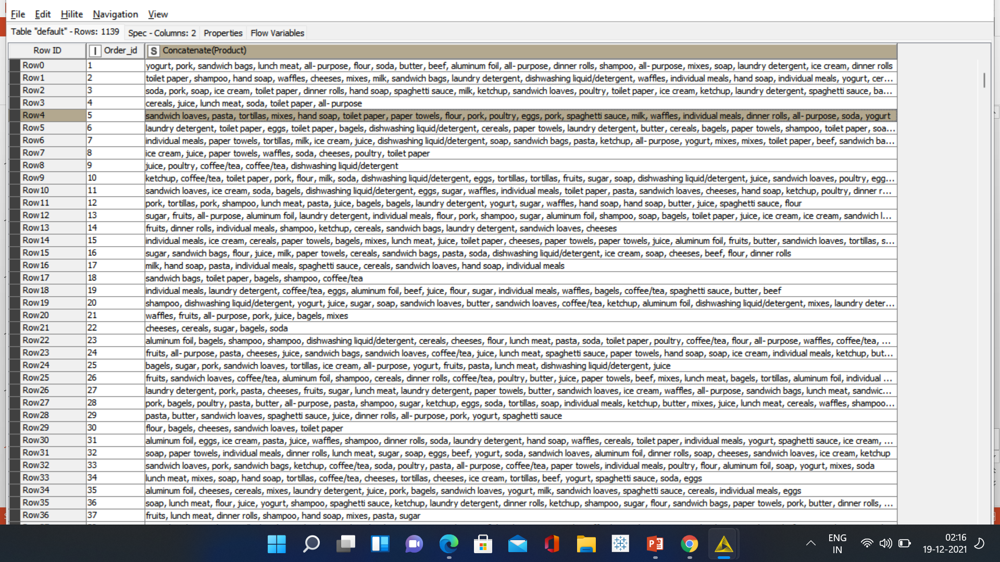 File Edit Hilite Navigation View
Table "default" - Rows: 1139 Spec - Columns: 2 Properties Flow Variables
Row ID I Order_id S Concatenate(Product)
Row0 1 yogurt, pork, sandwich bags, lunch meat, all- purpose, flour, soda, butter, beef, aluminum foil, all- purpose, dinner rolls, shampoo, all- purpose, mixes, soap, laundry detergent, ice cream, dinner rolls
Row1 2 toilet paper, shampoo, hand soap, waffles, cheeses, mixes, milk, sandwich bags, laundry detergent, dishwashing liquid/detergent, waffles, individual meals, hand soap, individual meals, yogurt, cer...
Row2 3 soda, pork, soap, ice cream, toilet paper, dinner rolls, hand soap, spaghetti sauce, milk, ketchup, sandwich loaves, poultry, toilet paper, ice cream, ketchup, laundry detergent, spaghetti sauce, ba...
Row3 4 cereals, juice, lunch meat, soda, toilet paper, all- purpose
Row4 5 sandwich loaves, pasta, tortillas, mixes, hand soap, toilet paper, paper towels, flour, pork, poultry, eggs, pork, spaghetti sauce, milk, waffles, individual meals, dinner rolls, all- purpose, soda, yogurt
Row5 6 laundry detergent, toilet paper, eggs, toilet paper, bagels, dishwashing liquid/detergent, cereals, paper towels, laundry detergent, butter, cereals, bagels, paper towels, shampoo, toilet paper, soa...
Row6 7 individual meals, paper towels, tortillas, milk, ice cream, juice, dishwashing liquid/detergent, soap, sandwich bags, pasta, ketchup, all- purpose, yogurt, mixes, mixes, toilet paper, beef, sandwich ba...
Row7 8 ice cream, juice, paper towels, waffles, soda, cheeses, poultry, toilet paper
Row8 9 juice, poultry, coffee/tea, coffee/tea, dishwashing liquid/detergent
Row9 10 ketchup, coffee/tea, toilet paper, pork, flour, milk, soda, dishwashing liquid/detergent, eggs, tortillas, tortillas, fruits, sugar, soap, dishwashing liquid/detergent, juice, sandwich loaves, poultry, egg...
Row10 11 sandwich loaves, ice cream, soda, bagels, dishwashing liquid/detergent, eggs, sugar, waffles, individual meals, toilet paper, pasta, sandwich loaves, cheeses, hand soap, ketchup, poultry, dinner r...
Row11 12 pork, tortillas, pork, shampoo, lunch meat, pasta, juice, bagels, bagels, laundry detergent, yogurt, sugar, waffles, hand soap, hand soap, butter, juice, spaghetti sauce, flour
Row12 13 sugar, fruits, all- purpose, aluminum foil, laundry detergent, individual meals, flour, pork, shampoo, sugar, aluminum foil, shampoo, soap, bagels, toilet paper, juice, ice cream, ice cream, sandwich l...
Row13 14 fruits, dinner rolls, individual meals, shampoo, ketchup, cereals, sandwich bags, laundry detergent, sandwich loaves, cheeses
Row14 15 individual meals, ice cream, cereals, paper towels, bagels, mixes, lunch meat, juice, toilet paper, cheeses, paper towels, paper towels, juice, aluminum foil, fruits, butter, sandwich loaves, tortillas, s...
Row15 16 sugar, sandwich bags, flour, juice, milk, paper towels, cereals, sandwich bags, pasta, soda, dishwashing liquid/detergent, ice cream, soap, cheeses, beef, flour, dinner rolls
Row16 17 milk, hand soap, pasta, individual meals, spaghetti sauce, cereals, sandwich loaves, hand soap, individual meals
Row17 18 sandwich bags, toilet paper, bagels, shampoo, coffee/tea
Row18 19 individual meals, laundry detergent, coffee/tea, eggs, aluminum foil, beef, juice, flour, sugar, individual meals, waffles, bagels, coffee/tea, spaghetti sauce, butter, beef
Row19 20 shampoo, dishwashing liquid/detergent, yogurt, juice, sugar, soap, sandwich loaves, butter, sandwich loaves, coffee/tea, ketchup, aluminum foil, dishwashing liquid/detergent, mixes, laundry deter...
Row20 21 waffles, fruits, all- purpose, pork, juice, bagels, mixes
Row21 22 cheeses, cereals, sugar, bagels, soda
Row22 23 aluminum foil, bagels, shampoo, shampoo, dishwashing liquid/detergent, cereals, cheeses, flour, lunch meat, pasta, soda, toilet paper, poultry, coffee/tea, flour, all- purpose, waffles, coffee/tea, ...
Row23 24 fruits, all- purpose, pasta, cheeses, juice, sandwich bags, sandwich loaves, coffee/tea, juice, lunch meat, spaghetti sauce, paper towels, hand soap, soap, ice cream, individual meals, ketchup, but...
Row24 25 bagels, sugar, pork, sandwich loaves, tortillas, ice cream, all- purpose, yogurt, fruits, pasta, lunch meat, dishwashing liquid/detergent, juice
Row25 26 fruits, sandwich loaves, coffee/tea, aluminum foil, shampoo, cereals, dinner rolls, coffee/tea, poultry, butter, juice, paper towels, beef, mixes, lunch meat, bagels, tortillas, aluminum foil, individual ...
Row26 27 laundry detergent, pork, pasta, cheeses, fruits, sugar, lunch meat, laundry detergent, paper towels, butter, sandwich loaves, ice cream, waffles, all- purpose, sandwich bags, lunch meat, sandwic...
Row27 28 pork, bagels, poultry, pasta, butter, all- purpose, pasta, shampoo, sugar, ketchup, eggs, soda, tortillas, soap, individual meals, ketchup, butter, mixes, juice, lunch meat, cereals, waffles, shampoo...
Row28 29 pasta, butter, sandwich loaves, spaghetti sauce, juice, dinner rolls, all- purpose, pork, yogurt, spaghetti sauce
Row29 30 flour, bagels, cheeses, sandwich loaves, toilet paper
Row30 31 aluminum foil, eggs, ice cream, pasta, juice, waffles, shampoo, dinner rolls, soda, laundry detergent, hand soap, waffles, cereals, toilet paper, individual meals, yogurt, spaghetti sauce, ice cream, ...
Row31 32 soap, paper towels, individual meals, dinner rolls, lunch meat, sugar, soap, eggs, beef, yogurt, soda, sandwich loaves, aluminum foil, dinner rolls, soap, cheeses, sandwich loaves, ice cream, ketchup
Row32 33 sandwich loaves, pork, sandwich bags, ketchup, coffee/tea, soda, poultry, pasta, all- purpose, coffee/tea, paper towels, individual meals, poultry, flour, aluminum foil, soap, yogurt, mixes, soda
Row33 34 lunch meat, mixes, soap, hand soap, tortillas, coffee/tea, cheeses, tortillas, cheeses, ice cream, tortillas, beef, yogurt, spaghetti sauce, soda, eggs
Row34 35 aluminum foil, cheeses, cereals, mixes, laundry detergent, juice, pork, bagels, sandwich loaves, yogurt, milk, sandwich loaves, spaghetti sauce, cereals, individual meals, eggs
Row35 36 soap, lunch meat, flour, juice, yogurt, shampoo, spaghetti sauce, ketchup, laundry detergent, dinner rolls, ketchup, shampoo, sugar, flour, sandwich bags, paper towels, pork, butter, dinner rolls, ...
Row36 37 fruits, lunch meat, dinner rolls, shampoo, hand soap, mixes, pasta, sugar
ENG
IN
02:16
19-12-2021